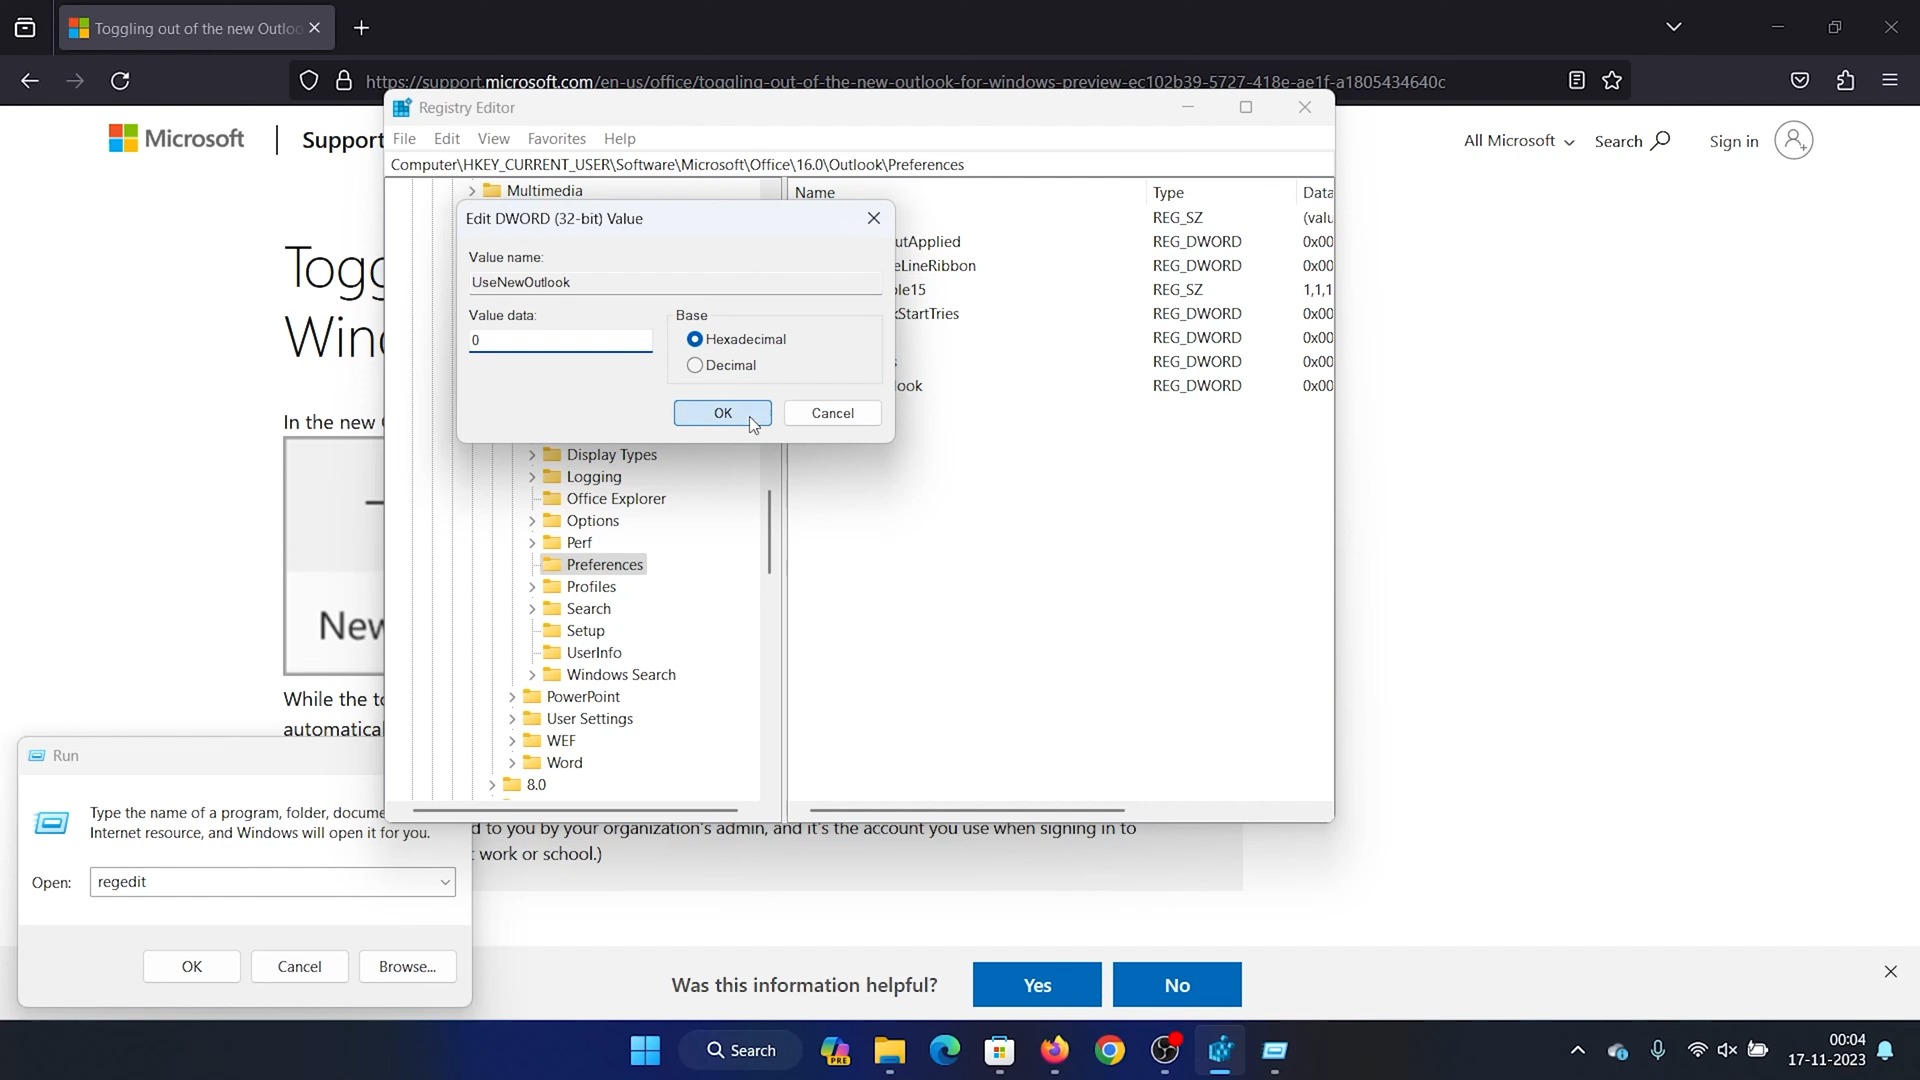 Toggling out of the new Outloo
https://support.microsoft.com/en-us/office/toggling-out-of-the-new-outlook-for-windows-preview-ec102b39-5727-418e-ae1f-a1805434640c
Microsoft
Support
All Microsoft
Search
Sign in
Registry Editor
File Edit View Favorites Help
Computer\HKEY_CURRENT_USER\Software\Microsoft\Office\16.0\Outlook\Preferences
Multimedia
Name Type Data
REG_SZ (valu
utApplied REG_DWORD 0x00
eLineRibbon REG_DWORD 0x00
ble15 REG_SZ 1,1,1
kStartTries REG_DWORD 0x00
REG_DWORD 0x00
s REG_DWORD 0x00
look REG_DWORD 0x00
Edit DWORD (32-bit) Value
Value name:
UseNewOutlook
Value data:
0
Base
Hexadecimal
Decimal
OK Cancel
Display Types
Logging
Office Explorer
Options
Perf
Preferences
Profiles
Search
Setup
UserInfo
Windows Search
PowerPoint
User Settings
WEF
Word
8.0
Togg
Wind
In the new
New
While the to
automatical
d to you by your organization's admin, and it's the account you use when signing in to
work or school.)
Run
Type the name of a program, folder, docume
Internet resource, and Windows will open it for you.
Open: regedit
OK Cancel Browse...
Was this information helpful? Yes No
Search
PRE
00:04
17-11-2023